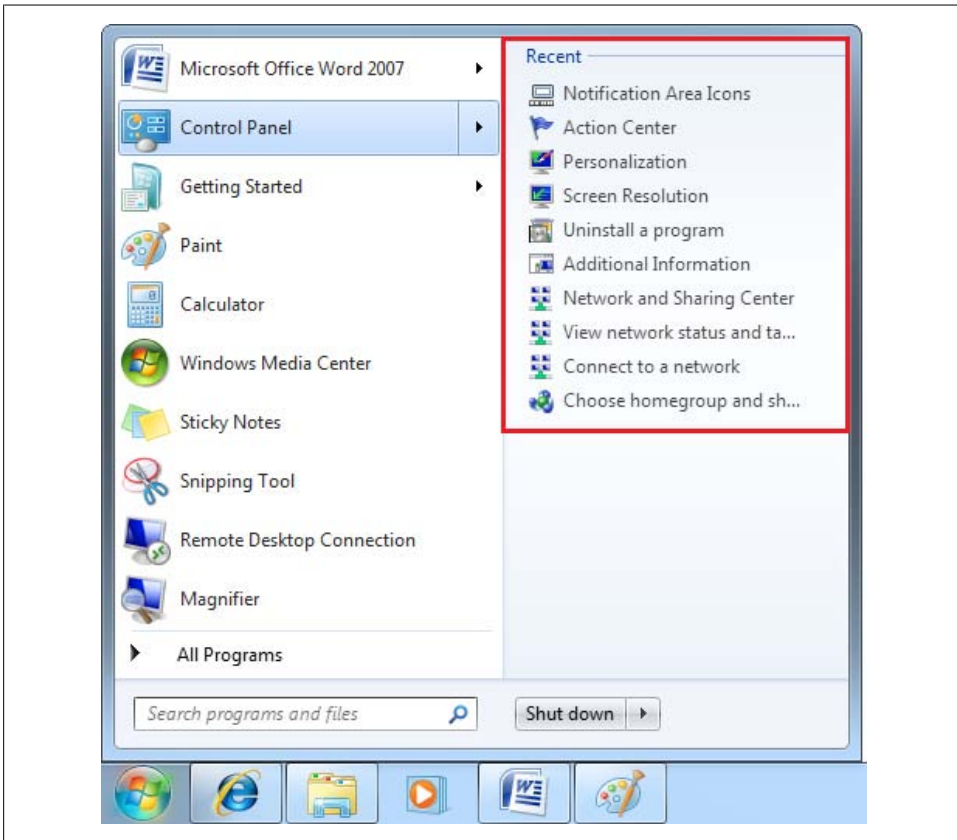 Microsoft Office Word 2007
Control Panel
Getting Started
Paint
Calculator
Windows Media Center
Sticky Notes
Snipping Tool
Remote Desktop Connection
Magnifier
All Programs
Search programs and files
Recent
Notification Area Icons
Action Center
Personalization
Screen Resolution
Uninstall a program
Additional Information
Network and Sharing Center
View network status and ta...
Connect to a network
Choose homegroup and sh...
Shut down